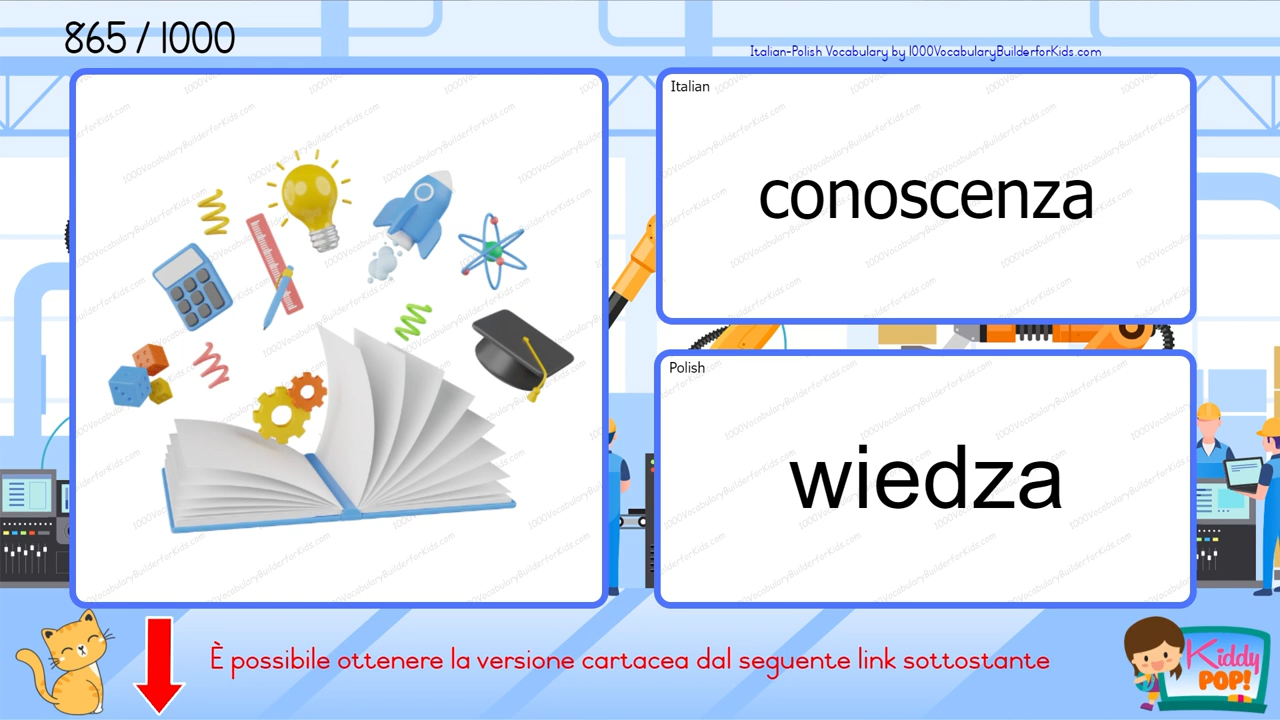 865 / 1000
Italian-Polish Vocabulary by 1000VocabularyBuilderforKids.com
Italian
conoscenza
Polish
wiedza
È possibile ottenere la versione cartacea dal seguente link sottostante
Kiddy
POP!